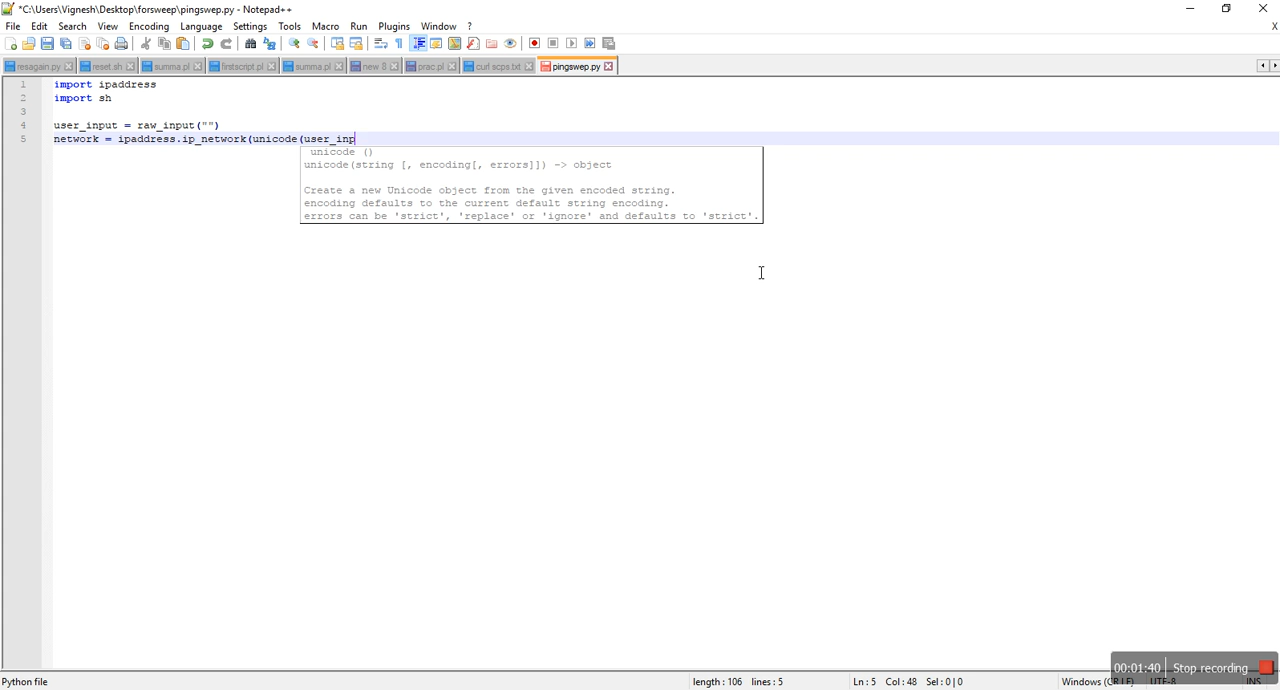 *C:\Users\Vignesh\Desktop\forsweep\pingswep.py - Notepad++
File Edit Search View Encoding Language Settings Tools Macro Run Plugins Window ? X
resagain.py reset.sh summa.pl firstscript.pl summa.pl new 8 prac.pl curl scps.txt pingswep.py
1 import ipaddress
2 import sh
3
4 user_input = raw_input("")
5 network = ipaddress.ip_network(unicode(user_inp
unicode ()
unicode(string [, encoding[, errors]]) -> object
Create a new Unicode object from the given encoded string.
encoding defaults to the current default string encoding.
errors can be 'strict', 'replace' or 'ignore' and defaults to 'strict'.
00:01:40 Stop recording
Python file length : 106 lines : 5 Ln : 5 Col : 48 Sel : 0 | 0 Windows (CR LF) UTF-8 INS